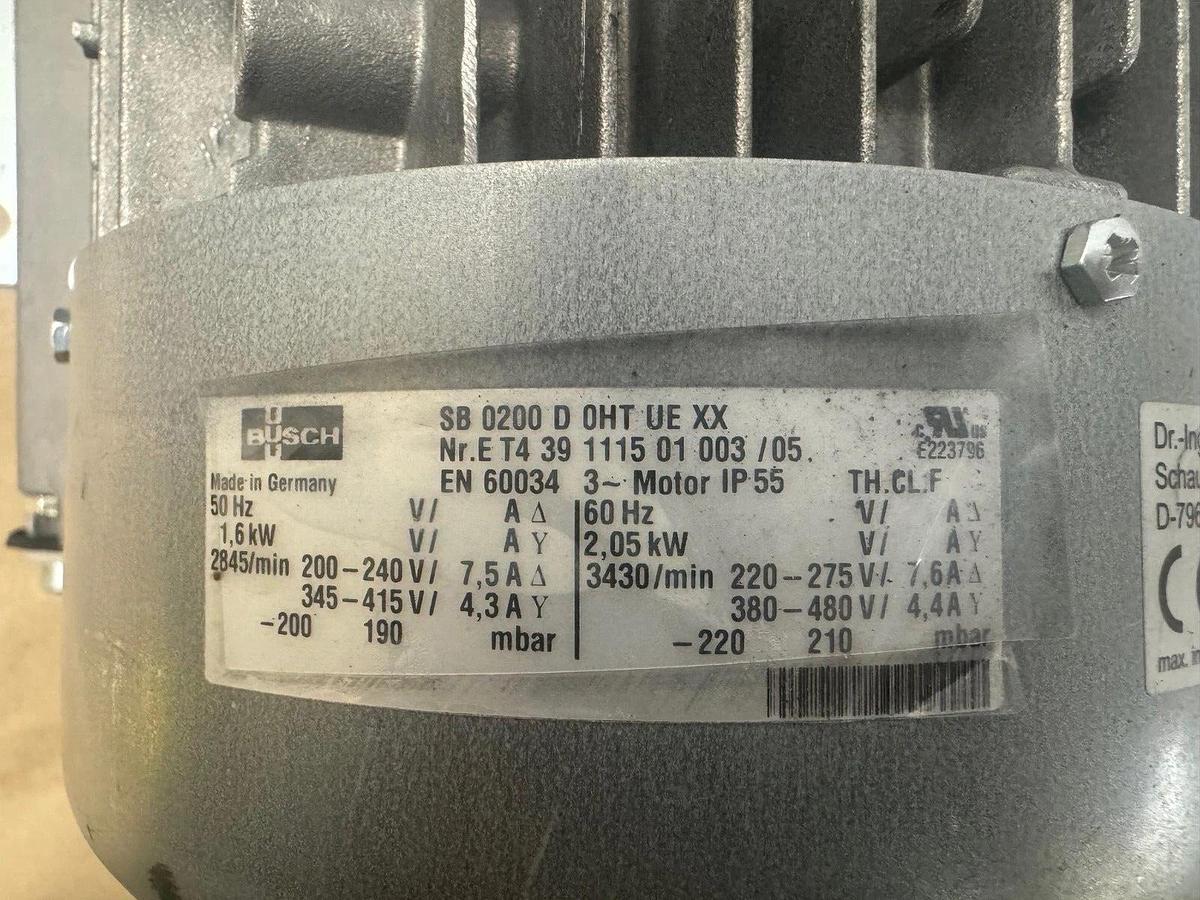 BUSCH
SB 0200 D 0HT UE XX
Nr.E T4 39 1115 01 003 /05.
c UL us
E223796
Made in Germany
EN 60034 3~ Motor IP 55 TH.CL.F
50 Hz V/ A Δ
1,6 kW V/ A Y
2845/min 200-240 V/ 7,5 A Δ
345-415 V/ 4,3 A Y
-200 190 mbar
60 Hz V/ A Δ
2,05 kW V/ A Y
3430/min 220-275 V/ 7,6 A Δ
380-480 V/ 4,4 A Y
-220 210 mbar
Dr.-Ing
Schau
D-796
C
max. in